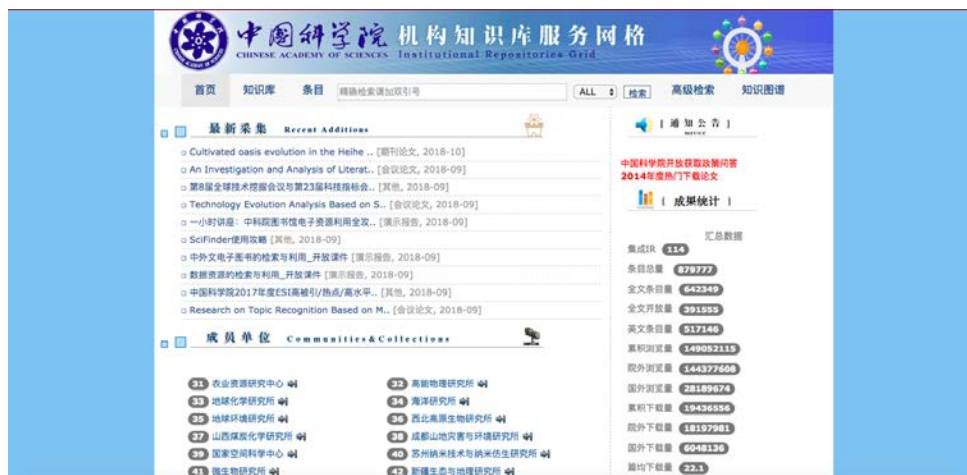 中国科学院 机构知识库服务网格
CHINESE ACADEMY OF SCIENCES Institutional Repositories Grid
首页 知识库 条目 精确检索请加双引号 ALL 检索 高级检索 知识图谱
最新采集 Recent Additions
Cultivated oasis evolution in the Heihe .. [期刊论文, 2018-10]
An Investigation and Analysis of Literat.. [会议论文, 2018-09]
第8届全球技术挖掘会议与第23届科技指标会.. [其他, 2018-09]
Technology Evolution Analysis Based on S.. [会议论文, 2018-09]
一小时讲座：中科院图书馆电子资源利用全攻.. [演示报告, 2018-09]
SciFinder使用攻略 [其他, 2018-09]
中外文电子图书的检索与利用_开放课件 [演示报告, 2018-09]
数据资源的检索与利用_开放课件 [演示报告, 2018-09]
中国科学院2017年度ESI高被引/热点/高水平.. [其他, 2018-09]
Research on Topic Recognition Based on M.. [会议论文, 2018-09]
成员单位 Communities&Collections
31 农业资源研究中心
32 高能物理研究所
33 地球化学研究所
34 海洋研究所
35 地球环境研究所
36 西北高原生物研究所
37 山西煤炭化学研究所
38 成都山地灾害与环境研究所
39 国家空间科学中心
40 苏州纳米技术与纳米仿生研究所
41 微生物研究所
42 新疆生态与地理研究所
[ 通知公告 ]
NOTICE
中国科学院开放获取政策问答
2014年度热门下载论文
[ 成果统计 ]
汇总数据
集成IR 114
条目总量 879777
全文条目量 642349
全文开放量 391555
英文条目量 517146
累积浏览量 149052115
院外浏览量 144377608
国外浏览量 28189674
累积下载量 19436556
院外下载量 18197981
国外下载量 6048136
篇均下载量 22.1